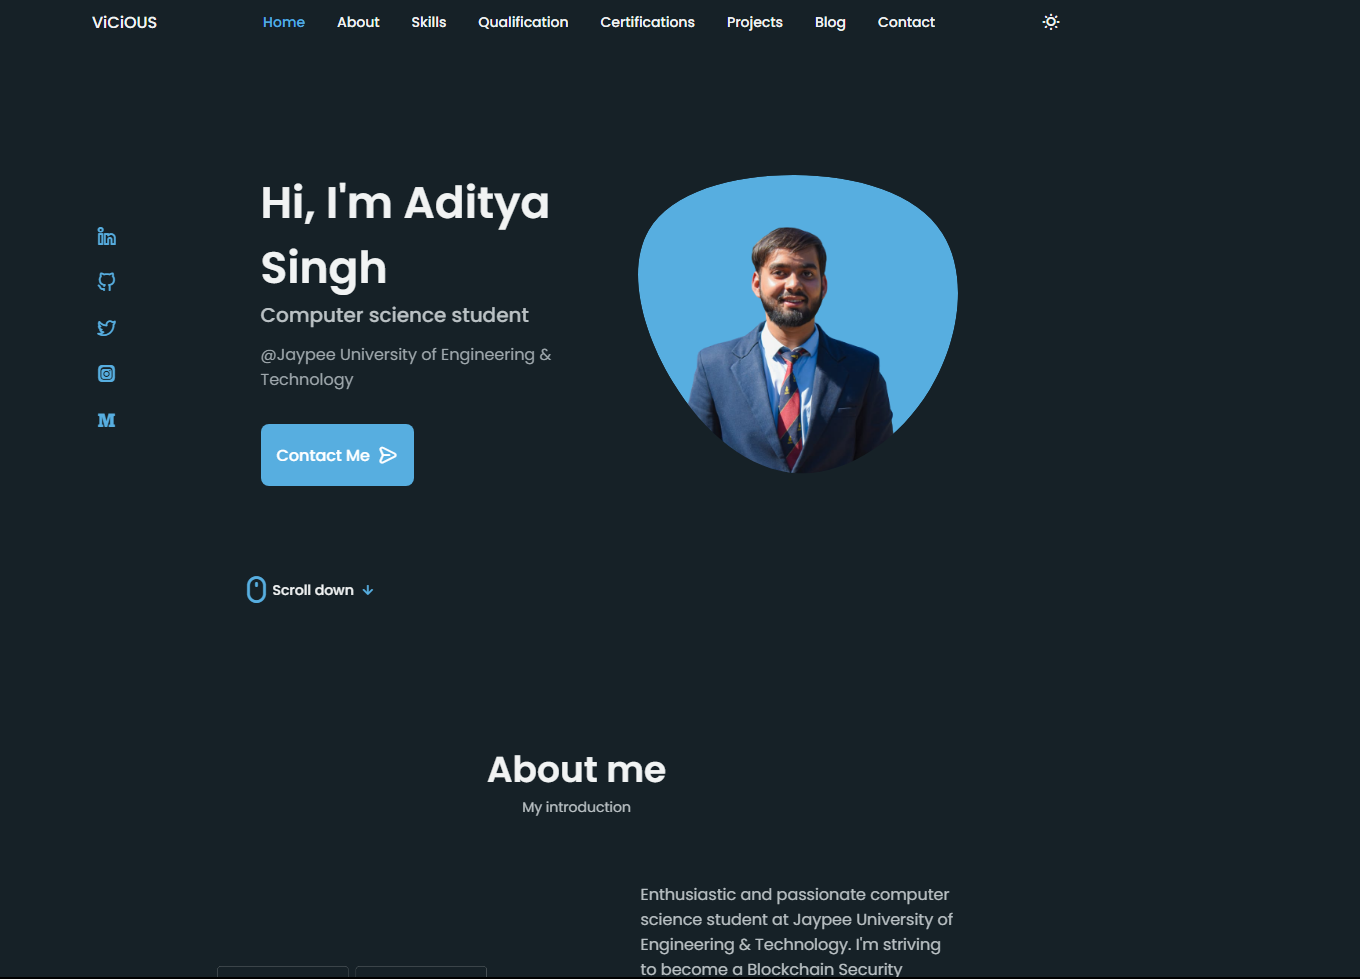 ViCiOUS
Home About Skills Qualification Certifications Projects Blog Contact
Hi, I'm Aditya
Singh
Computer science student
@Jaypee University of Engineering &
Technology
Contact Me
M
Scroll down
About me
My introduction
Enthusiastic and passionate computer
science student at Jaypee University of
Engineering & Technology. I'm striving
to become a Blockchain Security